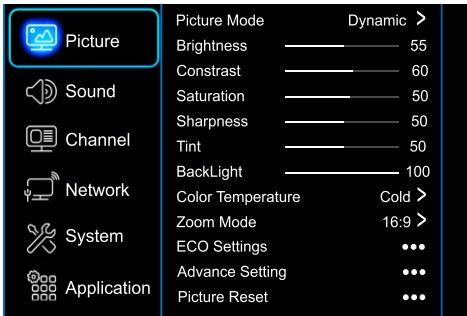 Picture
Sound
Channel
Network
System
Application
Picture Mode Dynamic >
Brightness 55
Constrast 60
Saturation 50
Sharpness 50
Tint 50
BackLight 100
Color Temperature Cold >
Zoom Mode 16:9 >
ECO Settings •••
Advance Setting •••
Picture Reset •••